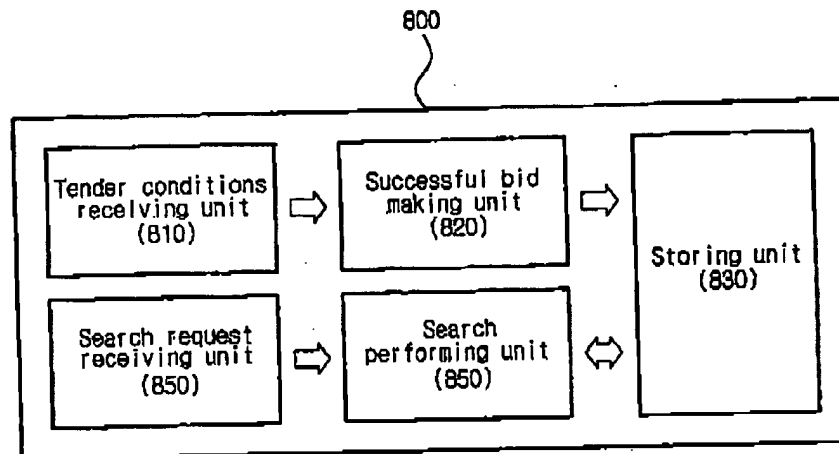 800
Tender conditions
receiving unit
(810)
Successful bid
making unit
(820)
Storing unit
(830)
Search request
receiving unit
(850)
Search
performing unit
(850)